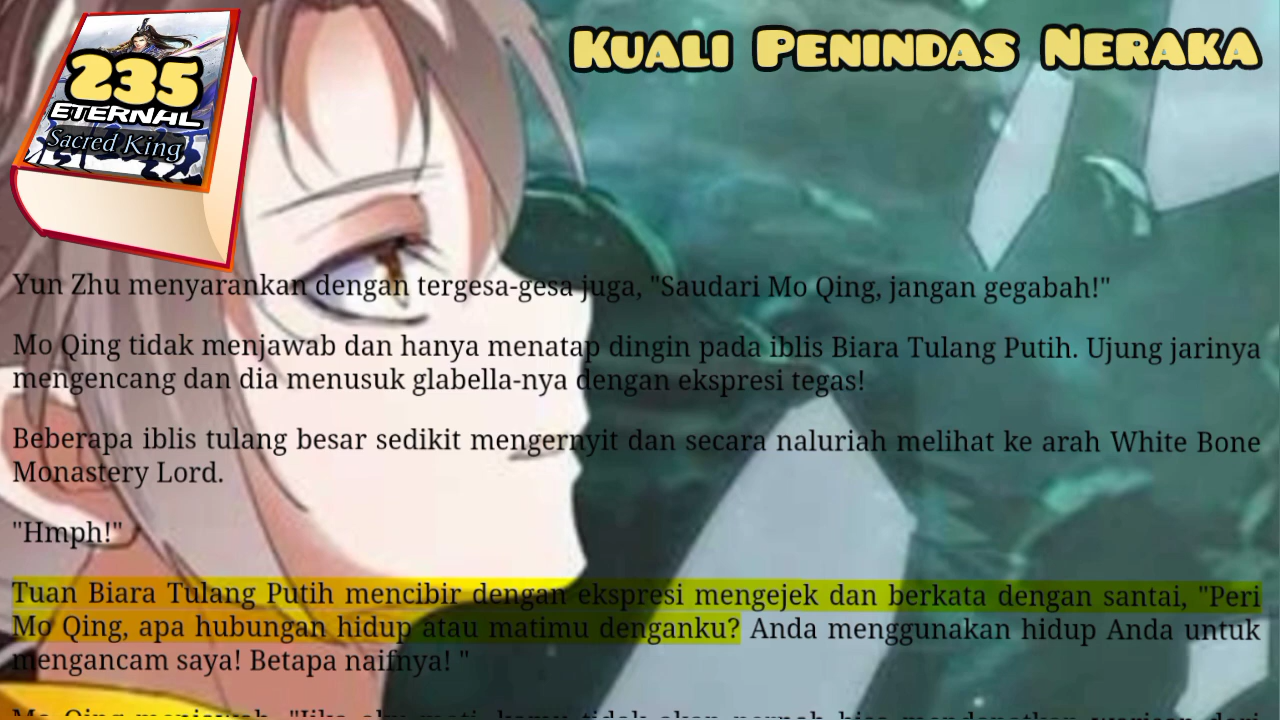 KUALI PENINDAS NERAKA
235
ETERNAL
Sacred King
Yun Zhu menyarankan dengan tergesa-gesa juga, "Saudari Mo Qing, jangan gegabah!"
Mo Qing tidak menjawab dan hanya menatap dingin pada iblis Biara Tulang Putih. Ujung jarinya
mengencang dan dia menusuk glabella-nya dengan ekspresi tegas!
Beberapa iblis tulang besar sedikit mengernyit dan secara naluriah melihat ke arah White Bone
Monastery Lord.
"Hmph!"
Tuan Biara Tulang Putih mencibir dengan ekspresi mengejek dan berkata dengan santai, "Peri
Mo Qing, apa hubungan hidup atau matimu denganku? Anda menggunakan hidup Anda untuk
mengancam saya! Betapa naifnya! "